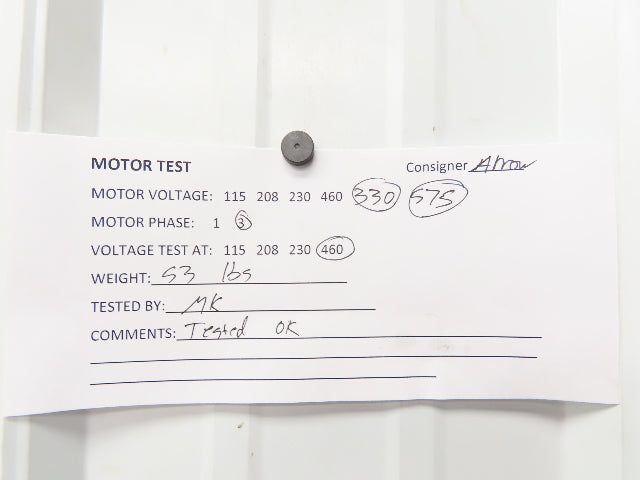 MOTOR TEST Consigner Arrow
MOTOR VOLTAGE: 115 208 230 460 330 575
MOTOR PHASE: 1 3
VOLTAGE TEST AT: 115 208 230 460
WEIGHT: 53 lbs
TESTED BY: MK
COMMENTS: Tested OK